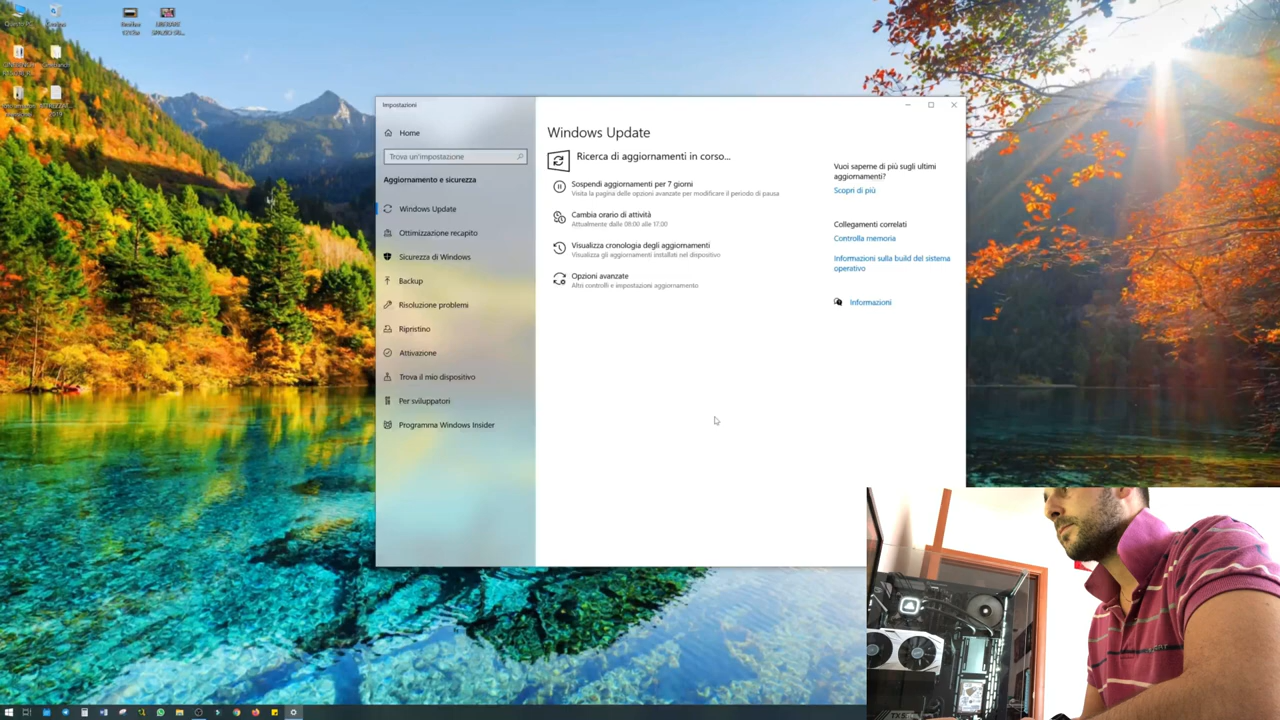 Impostazioni
Home
Trova un'impostazione
Aggiornamento e sicurezza
Windows Update
Ottimizzazione recapito
Sicurezza di Windows
Backup
Risoluzione problemi
Ripristino
Attivazione
Trova il mio dispositivo
Per sviluppatori
Programma Windows Insider
Windows Update
Ricerca di aggiornamenti in corso...
Sospendi aggiornamenti per 7 giorni
Visita la pagina delle opzioni avanzate per modificare il periodo di pausa
Cambia orario di attività
Attualmente dalle 08:00 alle 17:00
Visualizza cronologia degli aggiornamenti
Visualizza gli aggiornamenti installati nel dispositivo
Opzioni avanzate
Altri controlli e impostazioni aggiornamento
Vuoi saperne di più sugli ultimi
aggiornamenti?
Scopri di più
Collegamenti correlati
Controlla memoria
Informazioni sulla build del sistema
operativo
Informazioni